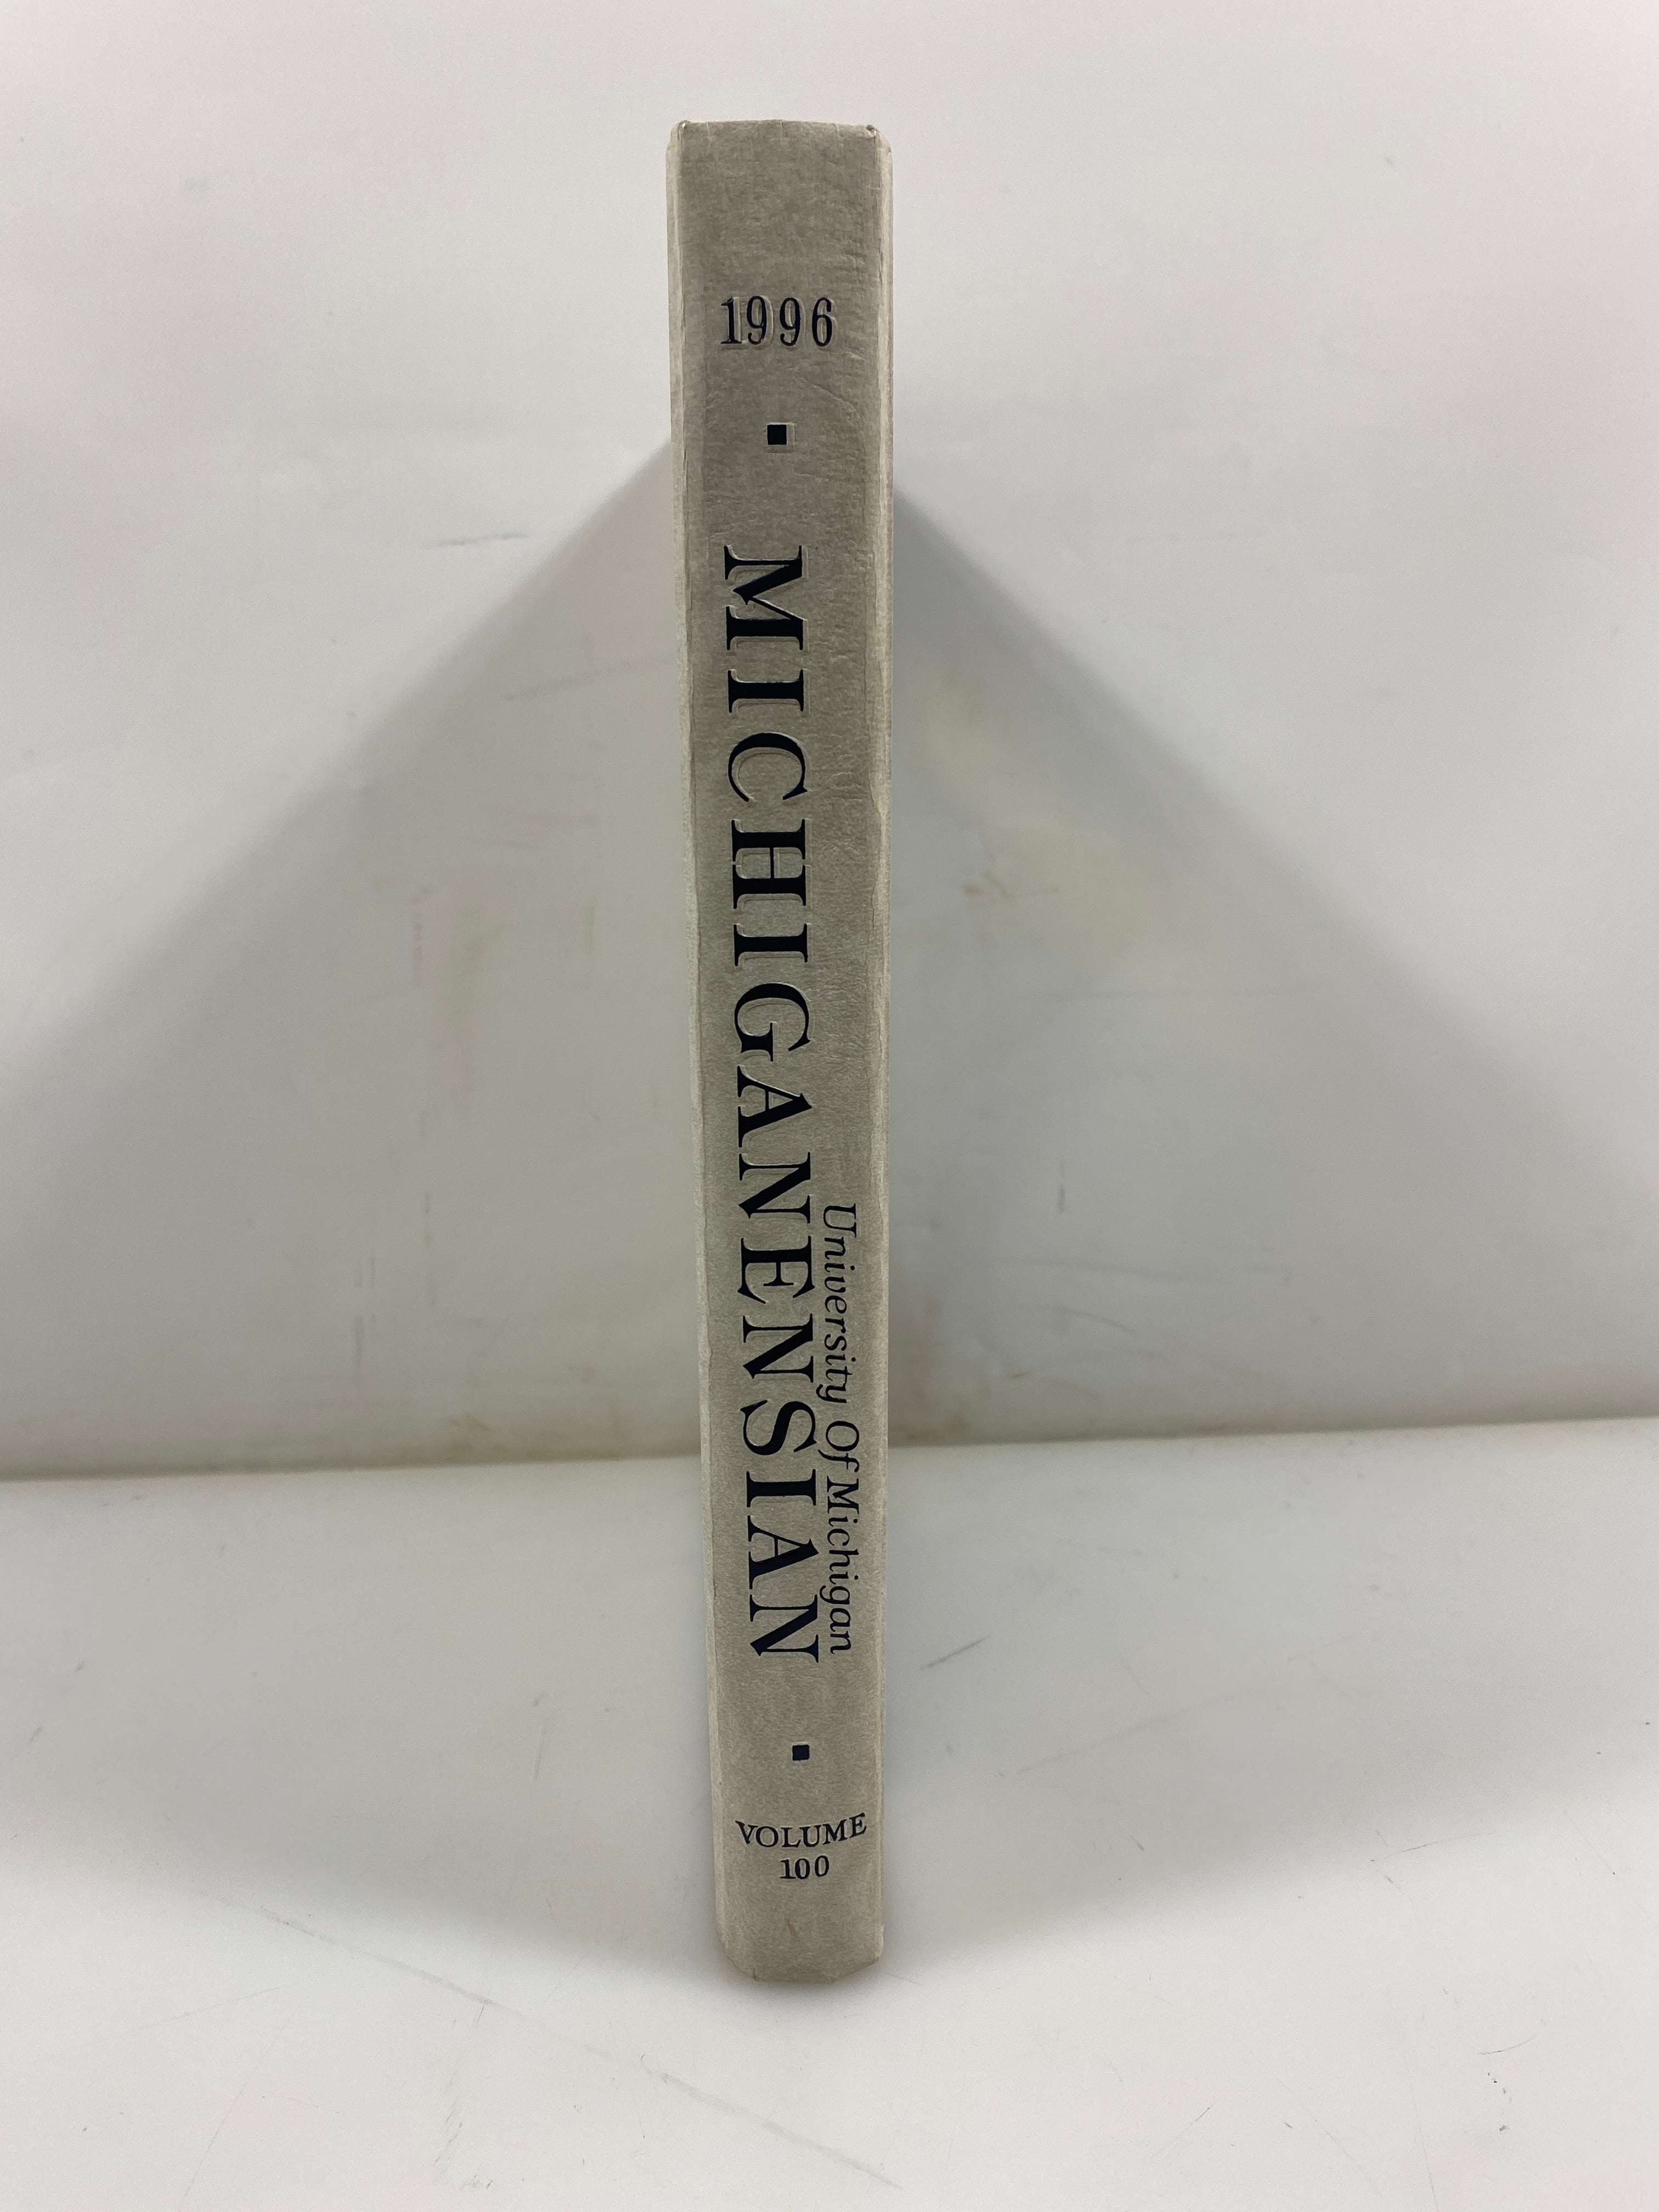 1996
MICHIGANENSIAN
University Of Michigan
VOLUME
100